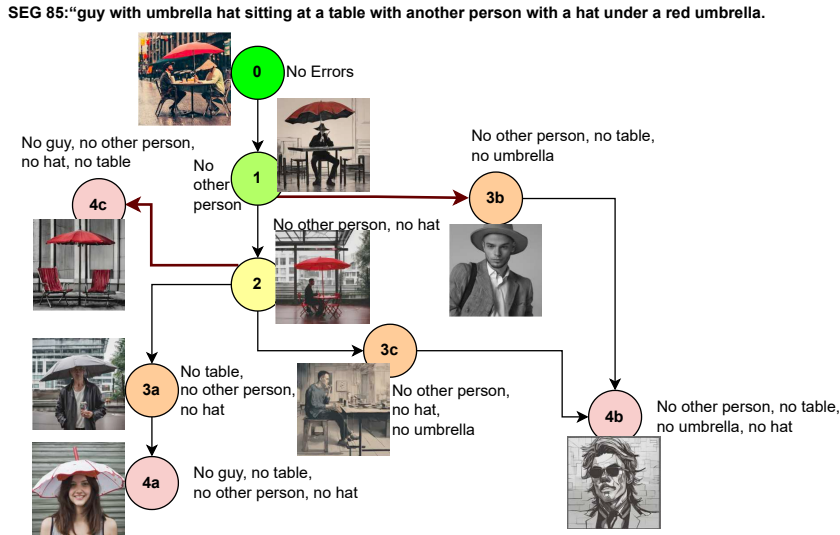 SEG 85:“guy with umbrella hat sitting at a table with another person with a hat under a red umbrella.
0
No Errors
No guy, no other person,
no hat, no table
No
other
person
1
No other person, no table,
no umbrella
4c
3b
No other person, no hat
2
3c
3a
No table,
no other person,
no hat
No other person,
no hat,
no umbrella
4b
No other person, no table,
no umbrella, no hat
4a
No guy, no table,
no other person, no hat